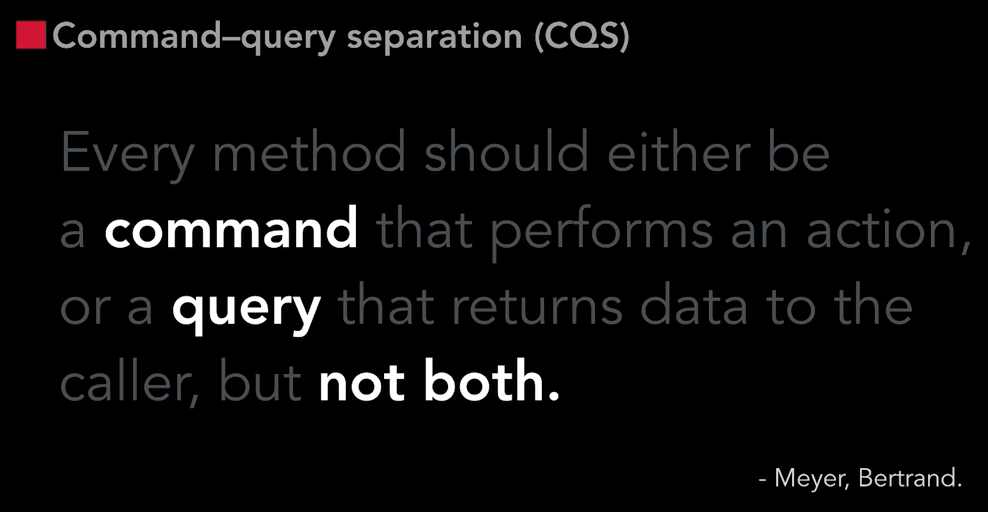 Command–query separation (CQS)
Every method should either be
a command that performs an action,
or a query that returns data to the
caller, but not both.
- Meyer, Bertrand.